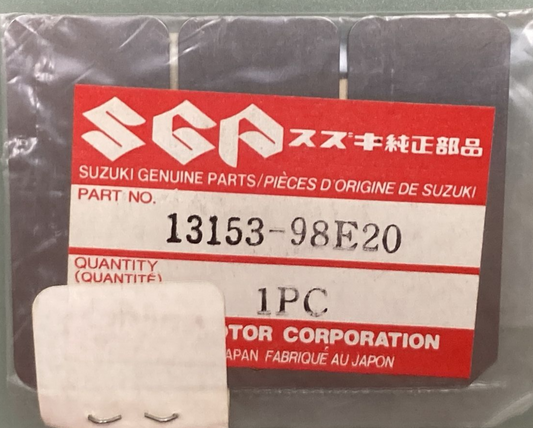 SGP スズキ純正部品
SUZUKI GENUINE PARTS/PIÈCES D'ORIGINE DE SUZUKI
PART NO.
13153-98E20
QUANTITY
(QUANTITÉ)
1PC
OTOR CORPORATION
APAN FABRIQUÉ AU JAPON